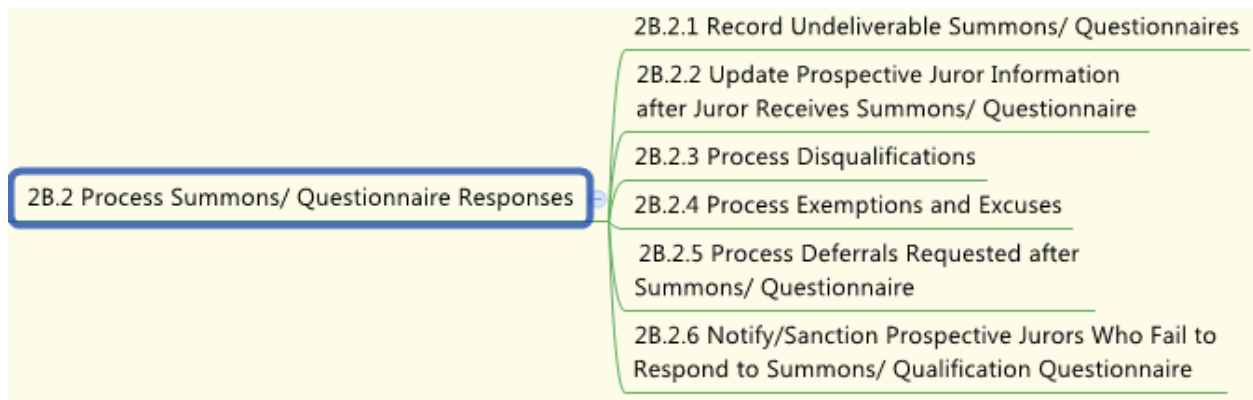 2B.2.1 Record Undeliverable Summons/ Questionnaires
2B.2.2 Update Prospective Juror Information
after Juror Receives Summons/ Questionnaire
2B.2.3 Process Disqualifications
2B.2 Process Summons/ Questionnaire Responses
2B.2.4 Process Exemptions and Excuses
2B.2.5 Process Deferrals Requested after
Summons/ Questionnaire
2B.2.6 Notify/Sanction Prospective Jurors Who Fail to
Respond to Summons/ Qualification Questionnaire